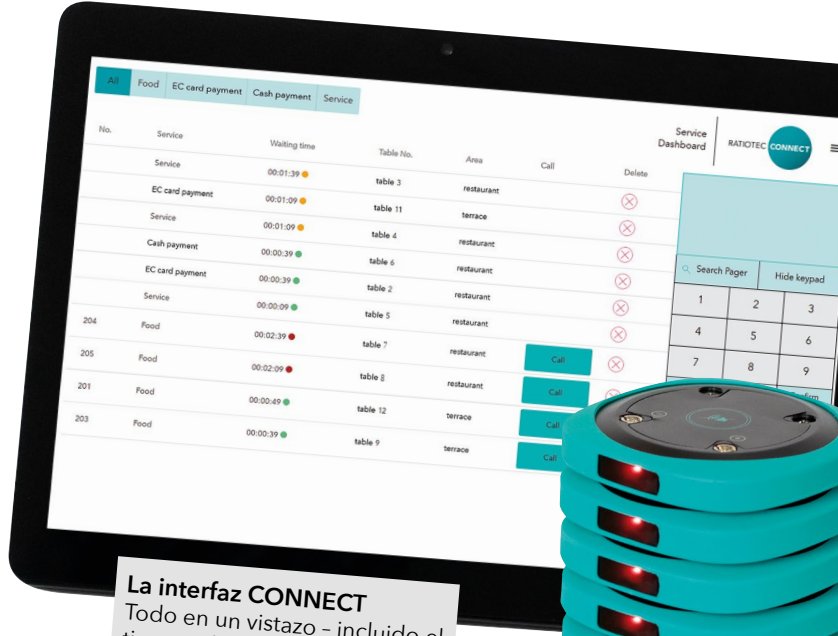 All Food EC card payment Cash payment Service
Service
Dashboard
RATIOTEC CONNECT
No. Service Waiting time Table No. Area Call Delete
Service 00:01:39 table 3 restaurant
EC card payment 00:01:09 table 11 terrace
Service 00:01:09 table 4 restaurant
Cash payment 00:00:39 table 6 restaurant
EC card payment 00:00:39 table 2 restaurant
Service 00:00:09 table 5 restaurant
204 Food 00:02:39 table 7 restaurant Call
205 Food 00:02:09 table 8 restaurant Call
201 Food 00:00:49 table 12 terrace Call
203 Food 00:00:39 table 9 terrace Call
Search Pager Hide keypad
1 2 3
4 5 6
7 8 9
La interfaz CONNECT
Todo en un vistazo – incluido el